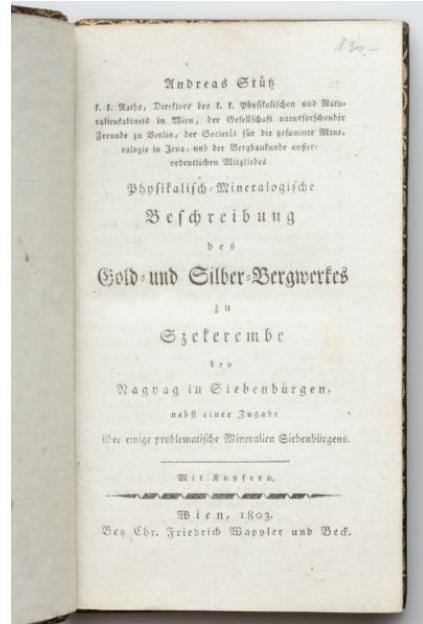 130.-
Andreas Stütz
k. k. Raths, Direktors des k. k. Physikalischen und Natu-
ralienkabinets in Wien, der Gesellschaft naturforschender
Freunde zu Berlin, der Societät für die gesammte Mine-
ralogie in Jena, und der Bergbaukunde außer-
ordentlichen Mitgliedes
Physikalisch-Mineralogische
Beschreibung
des
Gold- und Silber-Bergwerkes
zu
Szekerembe
bey
Nagyag in Siebenbürgen,
nebst einer Zugabe
über einige problematische Mineralien Siebenbürgens.
Mit Kupfern.
Wien, 1803.
Bey Chr. Friedrich Wappler und Beck.